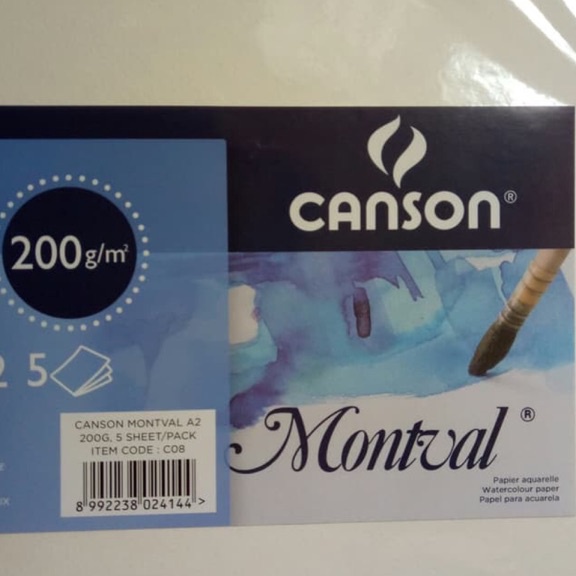 CANSON®
200g/m²
2 5
CANSON MONTVAL A2
200G, 5 SHEET/PACK
ITEM CODE : C08
8 992238 024144 >
Montval®
Papier aquarelle
Watercolour paper
Papel para acuarela